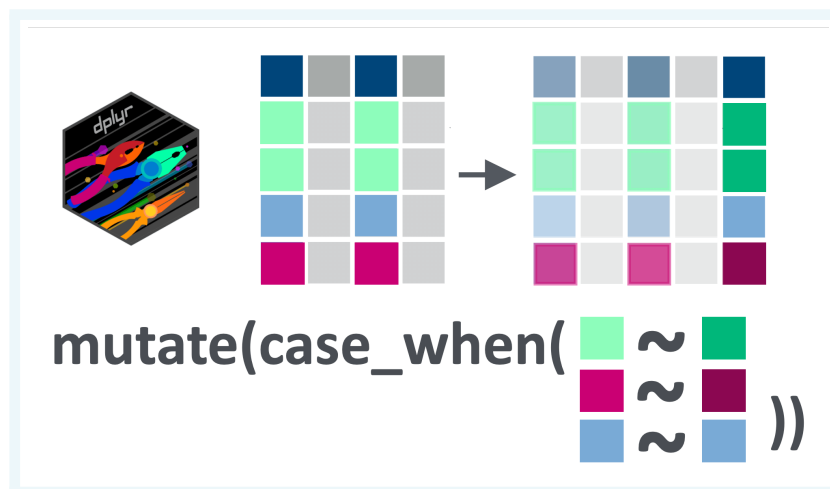 dplyr
mutate(case_when( ~
~
~ ))